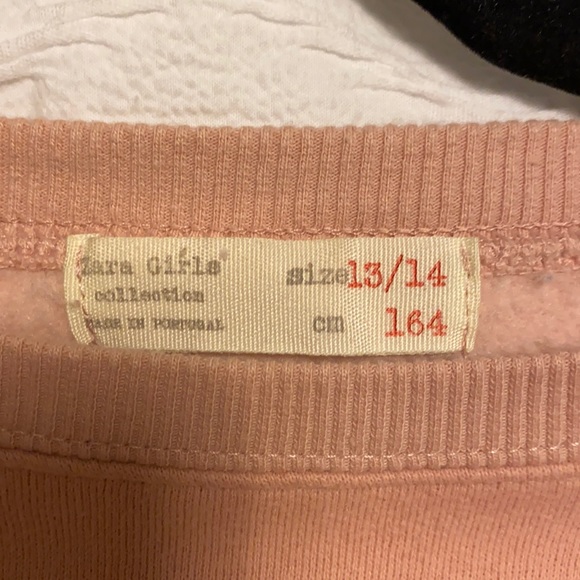 Zara Girls size 13/14
collection
MADE IN PORTUGAL cm 164